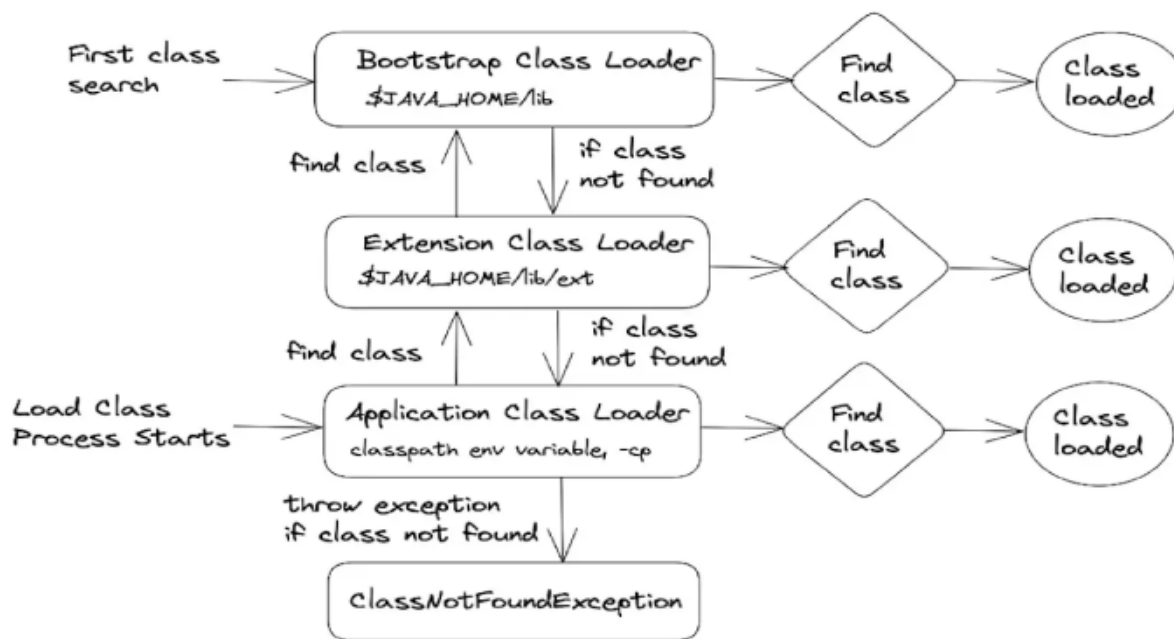 First class
search
Bootstrap Class Loader
$JAVA_HOME/lib
Find
class
Class
loaded
find class
if class
not found
Extension Class Loader
$JAVA_HOME/lib/ext
Find
class
Class
loaded
find class
if class
not found
Load Class
Process Starts
Application Class Loader
classpath env variable, -cp
Find
class
Class
loaded
throw exception
if class not found
ClassNotFoundException